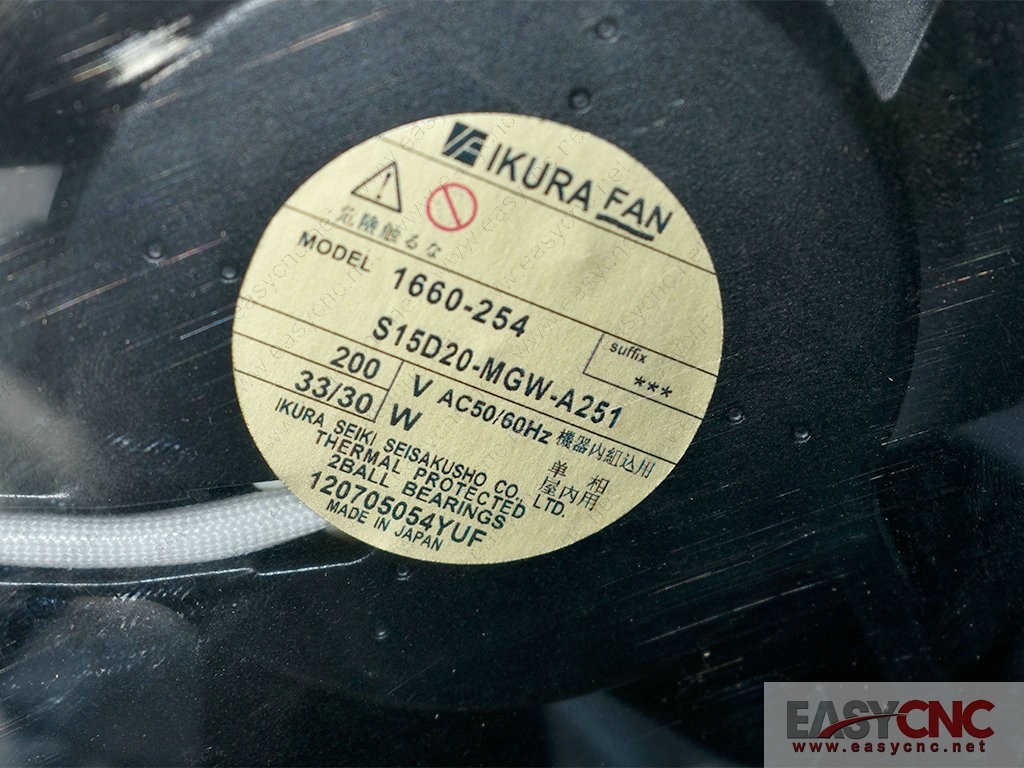 IKURA FAN
危険触るな
MODEL 1660-254
S15D20-MGW-A251
suffix
***
200 V AC50/60Hz 機器内組込用
33/30 W 単相
屋内用
IKURA SEIKI SEISAKUSHO CO., LTD.
THERMAL PROTECTED
2BALL BEARINGS
120705054YUF
MADE IN JAPAN
EASYCNC
www.easycnc.net